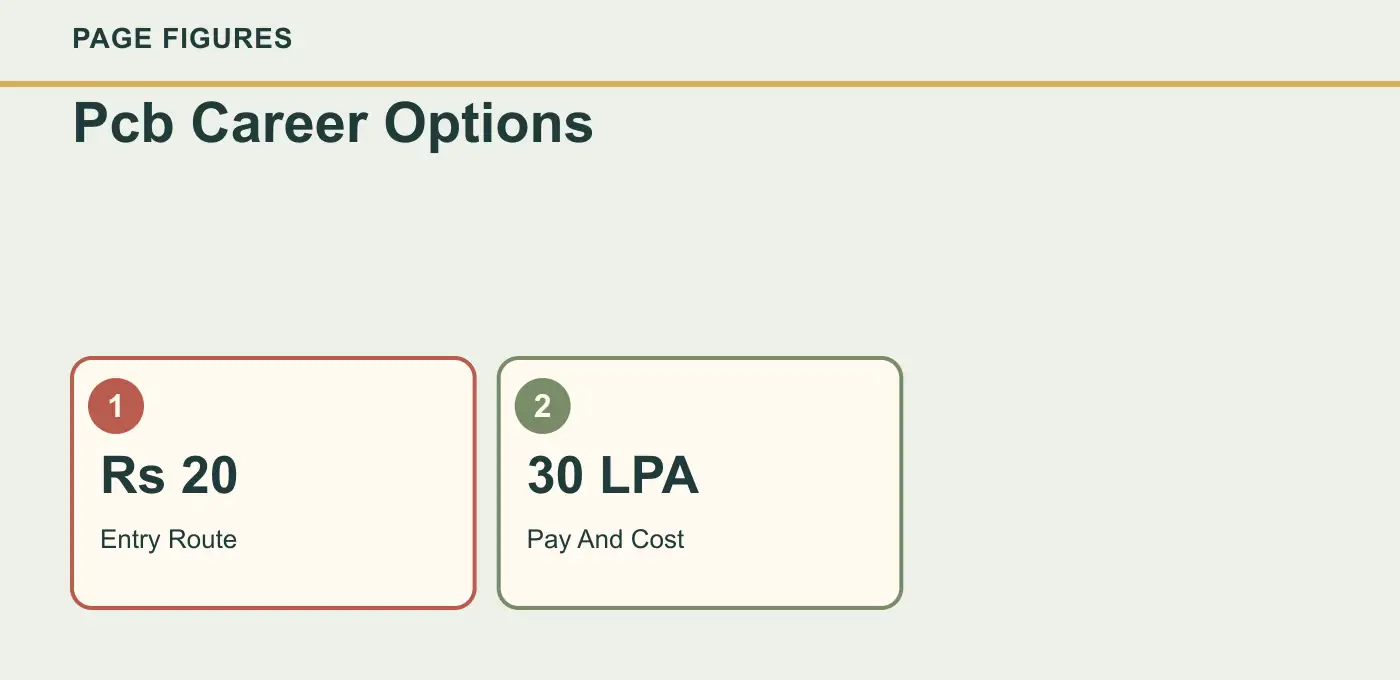 PAGE FIGURES
Pcb Career Options
1
Rs 20
Entry Route
2
30 LPA
Pay And Cost